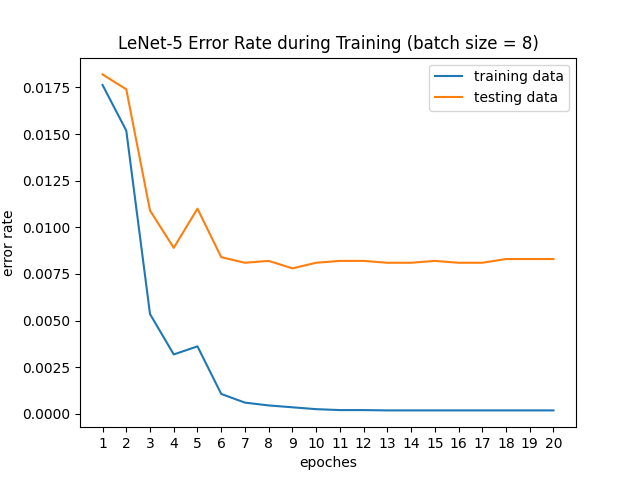 LeNet-5 Error Rate during Training (batch size = 8)
training data
testing data
error rate
0.0175
0.0150
0.0125
0.0100
0.0075
0.0050
0.0025
0.0000
1 2 3 4 5 6 7 8 9 10 11 12 13 14 15 16 17 18 19 20
epoches